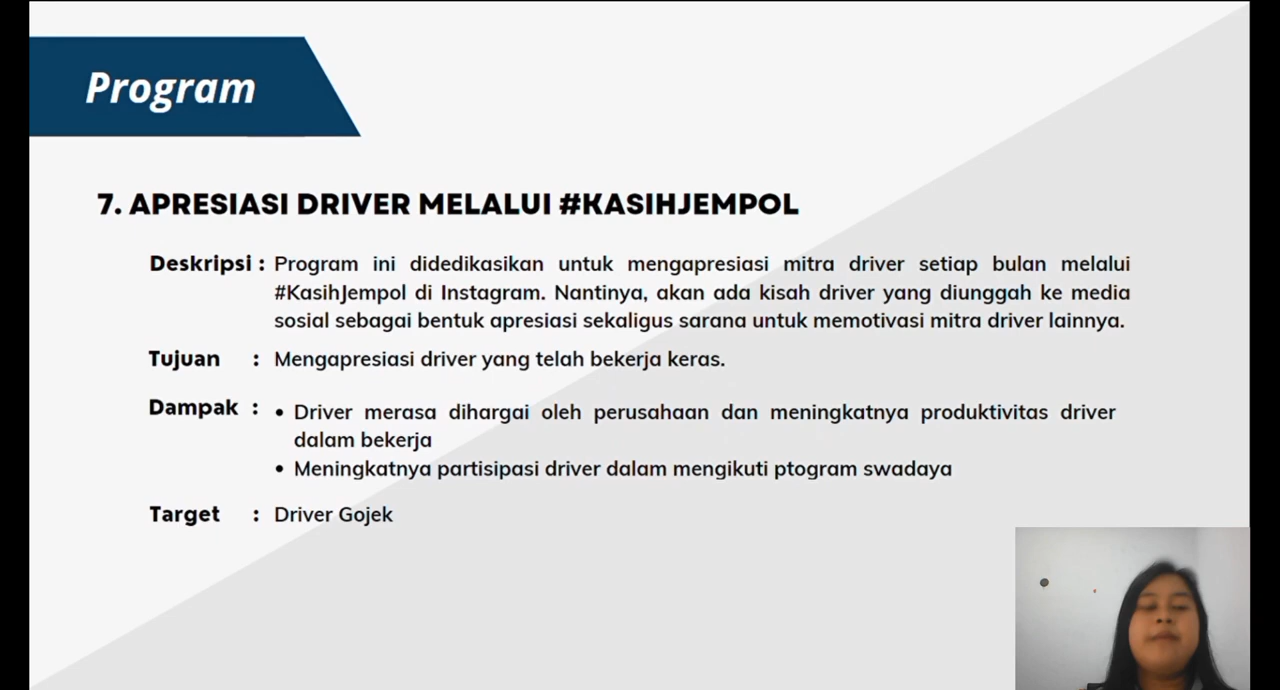 Program
7. APRESIASI DRIVER MELALUI #KASIHJEMPOL
Deskripsi : Program ini didedikasikan untuk mengapresiasi mitra driver setiap bulan melalui
#KasihJempol di Instagram. Nantinya, akan ada kisah driver yang diunggah ke media
sosial sebagai bentuk apresiasi sekaligus sarana untuk memotivasi mitra driver lainnya.
Tujuan : Mengapresiasi driver yang telah bekerja keras.
Dampak : • Driver merasa dihargai oleh perusahaan dan meningkatnya produktivitas driver
dalam bekerja
• Meningkatnya partisipasi driver dalam mengikuti ptogram swadaya
Target : Driver Gojek